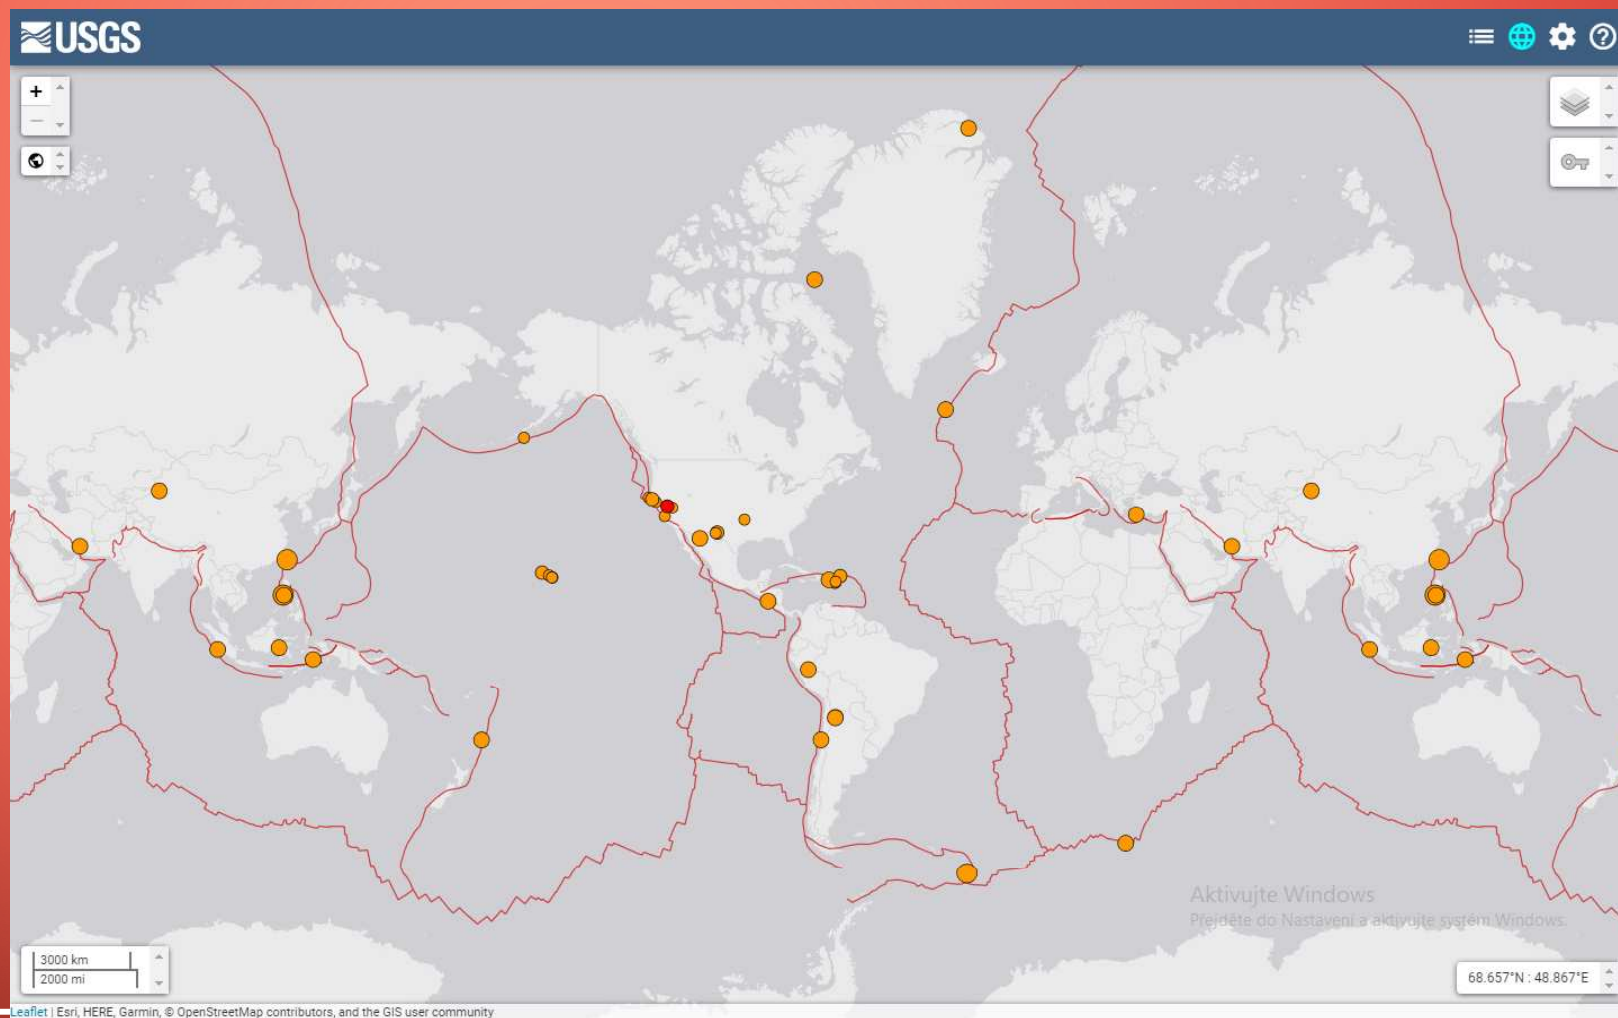 USGS
+
−
3000 km
2000 mi
Aktivujte Windows
Přejděte do Nastavení a aktivujte systém Windows.
68.657°N : 48.867°E
Leaflet | Esri, HERE, Garmin, © OpenStreetMap contributors, and the GIS user community